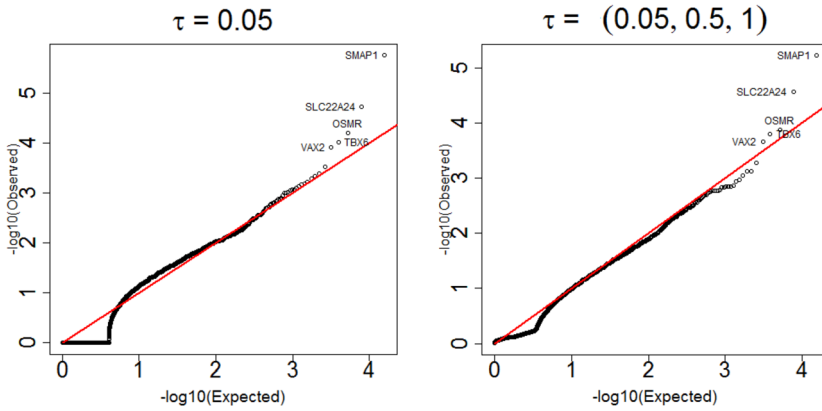 τ = 0.05
SMAP1
SLC22A24
OSMR
VAX2
TBX6
-log10(Observed)
0 1 2 3 4 5
0 1 2 3 4
-log10(Expected)
τ = (0.05, 0.5, 1)
SMAP1
SLC22A24
OSMR
TBX6
VAX2
-log10(Observed)
0 1 2 3 4 5
0 1 2 3 4
-log10(Expected)